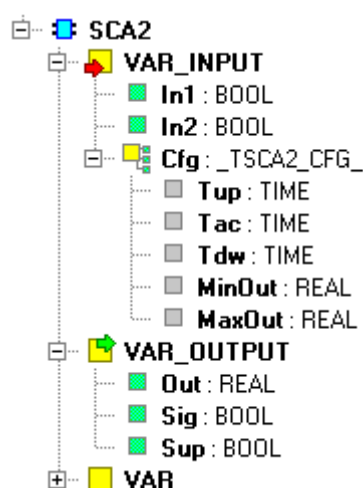 SCA2
VAR_INPUT
In1 : BOOL
In2 : BOOL
Cfg : _TSCA2_CFG_
Tup : TIME
Tac : TIME
Tdw : TIME
MinOut : REAL
MaxOut : REAL
VAR_OUTPUT
Out : REAL
Sig : BOOL
Sup : BOOL
VAR